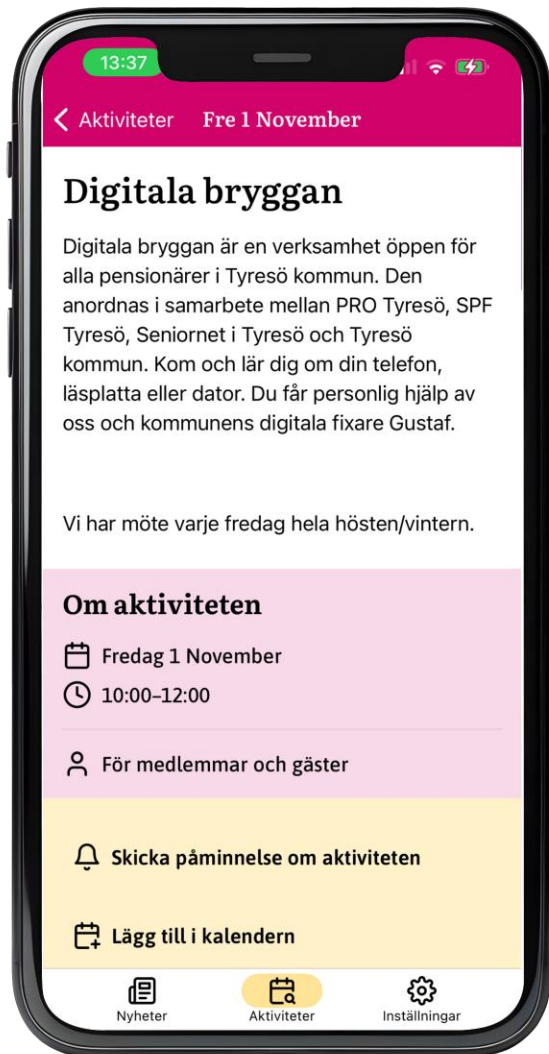 13:37
Aktiviteter Fre 1 November
Digitala bryggan
Digitala bryggan är en verksamhet öppen för
alla pensionärer i Tyresö kommun. Den
anordnas i samarbete mellan PRO Tyresö, SPF
Tyresö, Seniornet i Tyresö och Tyresö
kommun. Kom och lär dig om din telefon,
läsplatta eller dator. Du får personlig hjälp av
oss och kommunens digitala fixare Gustaf.
Vi har möte varje fredag hela hösten/vintern.
Om aktiviteten
Fredag 1 November
10:00–12:00
För medlemmar och gäster
Skicka påminnelse om aktiviteten
Lägg till i kalendern
Nyheter Aktiviteter Inställningar